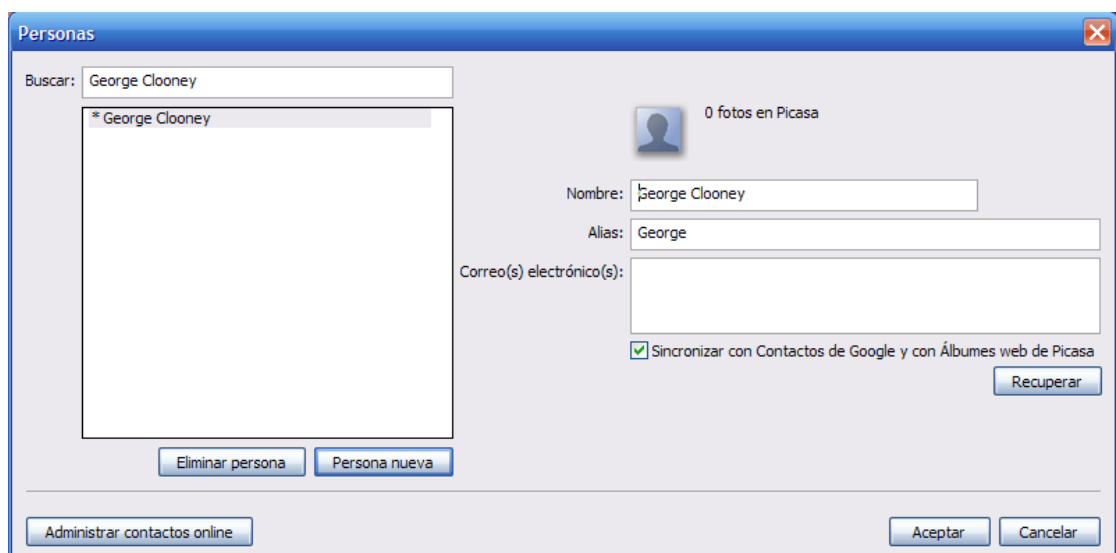 Personas
Buscar: George Clooney
* George Clooney
0 fotos en Picasa
Nombre: George Clooney
Alias: George
Correo(s) electrónico(s):
Sincronizar con Contactos de Google y con Álbumes web de Picasa
Recuperar
Eliminar persona Persona nueva
Administrar contactos online Aceptar Cancelar